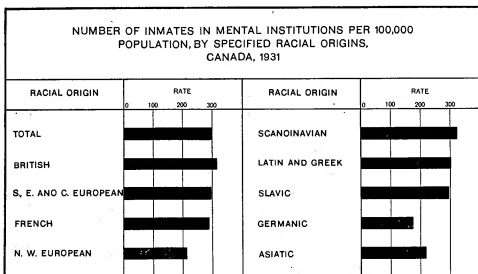 NUMBER OF INMATES IN MENTAL INSTITUTIONS PER 100,000
POPULATION, BY SPECIFIED RACIAL ORIGINS,
CANADA, 1931
RACIAL ORIGIN RATE RACIAL ORIGIN RATE
0 100 200 300 0 100 200 300
TOTAL SCANDINAVIAN
BRITISH LATIN AND GREEK
S, E. AND C. EUROPEAN SLAVIC
FRENCH GERMANIC
N. W. EUROPEAN ASIATIC